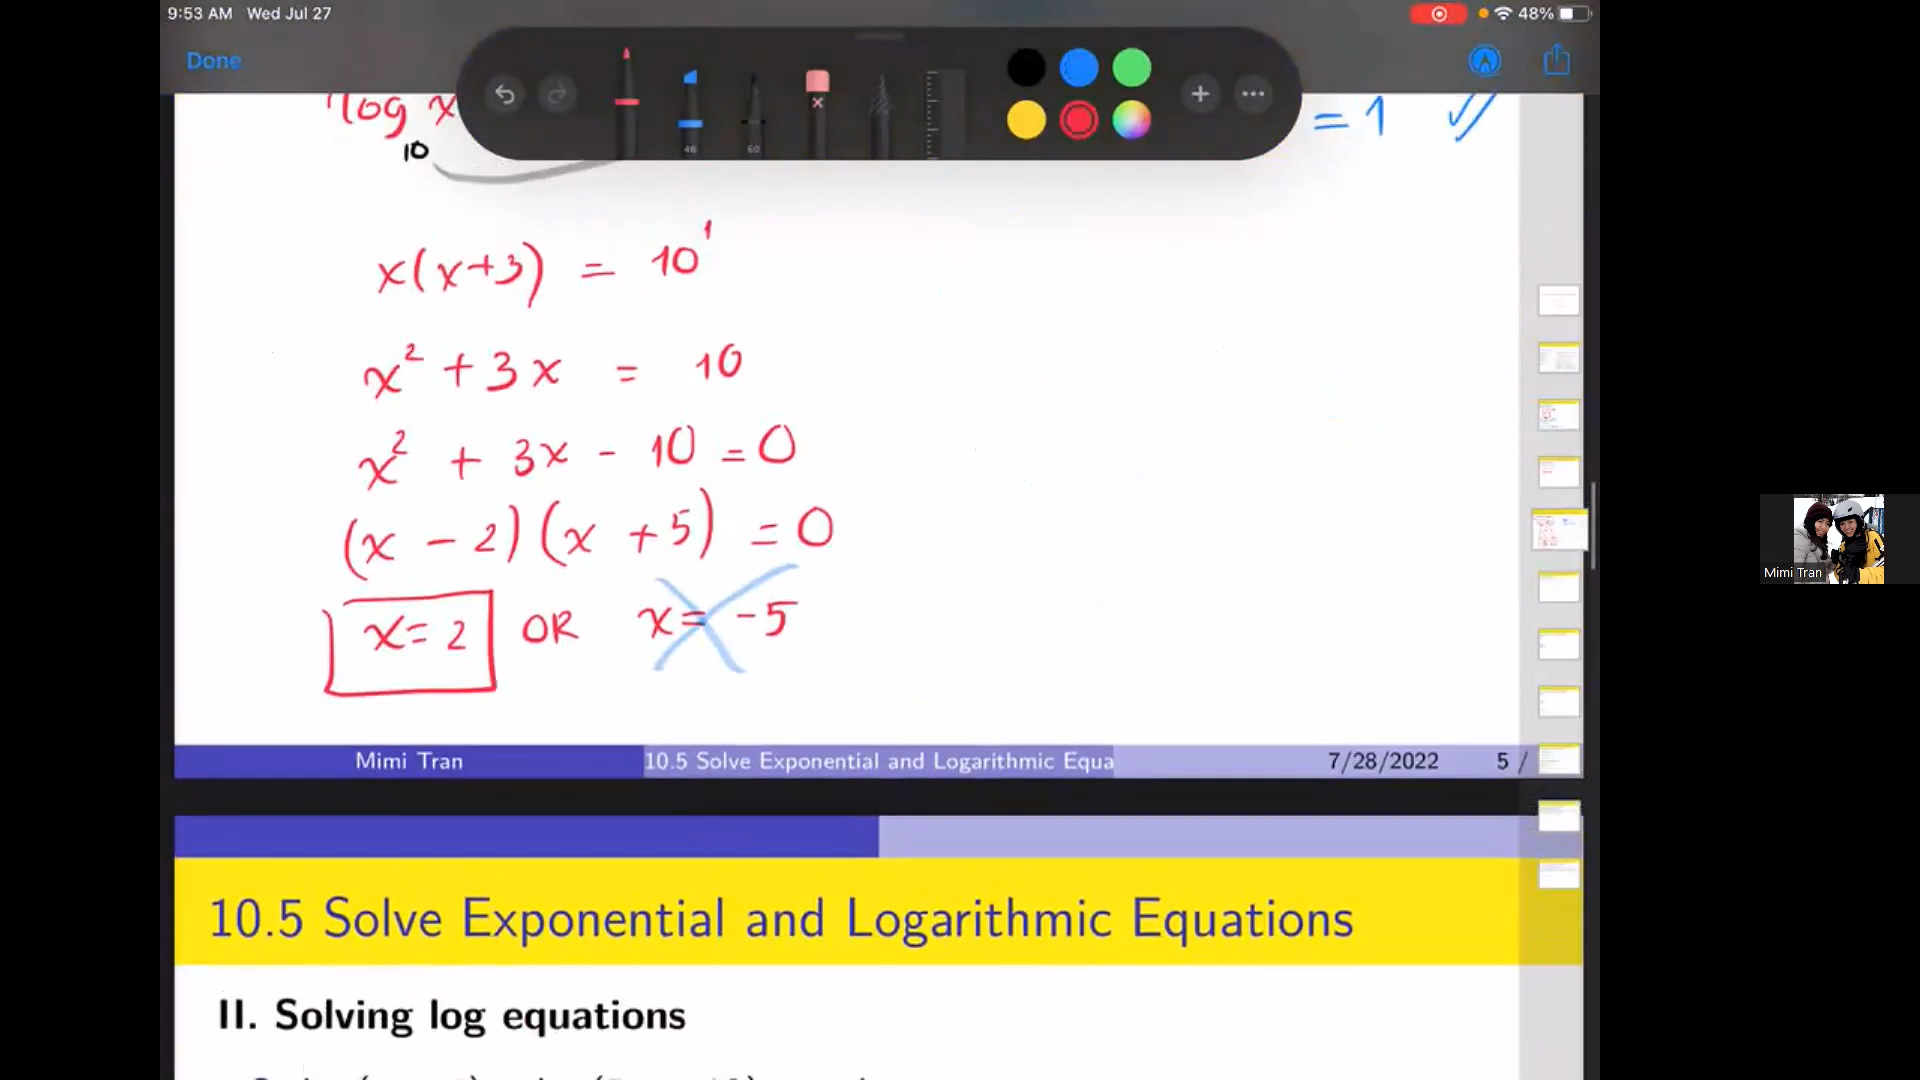 9:53 AM Wed Jul 27
48%
Done
log x
10
= 1
48
60
x(x+3) = 10¹
x² + 3x = 10
x² + 3x - 10 = 0
(x - 2)(x + 5) = 0
x = 2 OR x = -5
Mimi Tran
Mimi Tran 10.5 Solve Exponential and Logarithmic Equa 7/28/2022 5 /
10.5 Solve Exponential and Logarithmic Equations
II. Solving log equations